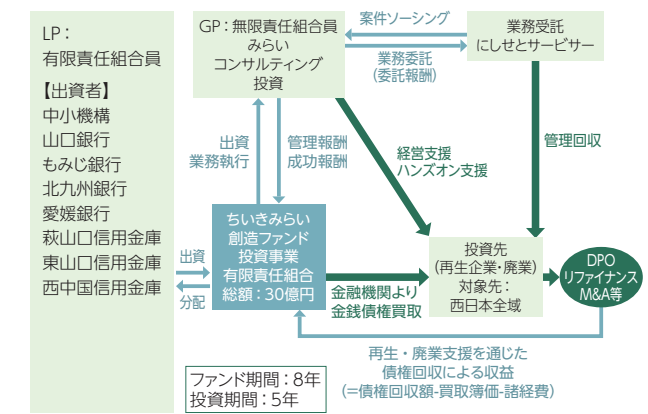 LP：
有限責任組合員
【出資者】
中小機構
山口銀行
もみじ銀行
北九州銀行
愛媛銀行
萩山口信用金庫
東山口信用金庫
西中国信用金庫
GP：無限責任組合員
みらい
コンサルティング
投資
案件ソーシング
業務委託
(委託報酬)
業務受託
にしせとサービサー
出資
業務執行
管理報酬
成功報酬
経営支援
ハンズオン支援
管理回収
出資
分配
ちいきみらい
創造ファンド
投資事業
有限責任組合
総額：30億円
金融機関より
金銭債権買取
投資先
(再生企業・廃業)
対象先：
西日本全域
DPO
リファイナンス
M&A等
再生・廃業支援を通じた
債権回収による収益
(=債権回収額-買取簿価-諸経費)
ファンド期間：8年
投資期間：5年